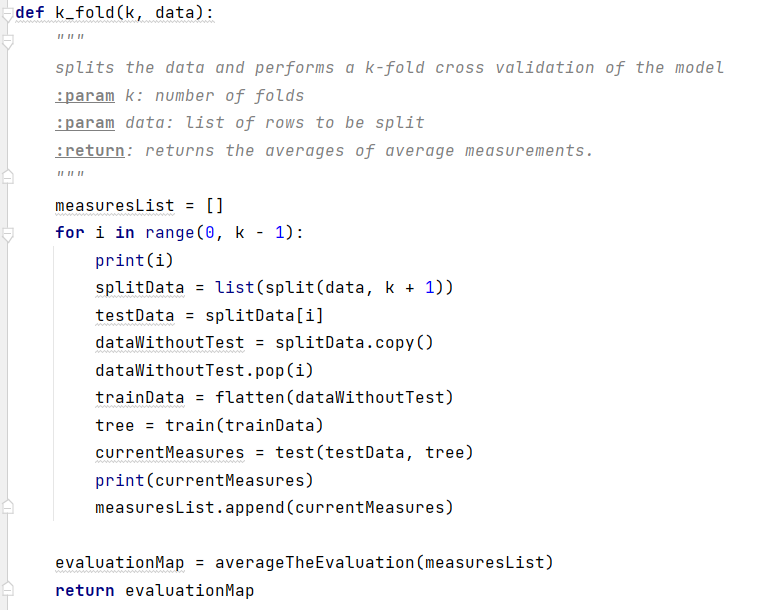 def k_fold(k, data):
    """
    splits the data and performs a k-fold cross validation of the model
    :param k: number of folds
    :param data: list of rows to be split
    :return: returns the averages of average measurements.
    """
    measuresList = []
    for i in range(0, k - 1):
        print(i)
        splitData = list(split(data, k + 1))
        testData = splitData[i]
        dataWithoutTest = splitData.copy()
        dataWithoutTest.pop(i)
        trainData = flatten(dataWithoutTest)
        tree = train(trainData)
        currentMeasures = test(testData, tree)
        print(currentMeasures)
        measuresList.append(currentMeasures)

    evaluationMap = averageTheEvaluation(measuresList)
    return evaluationMap